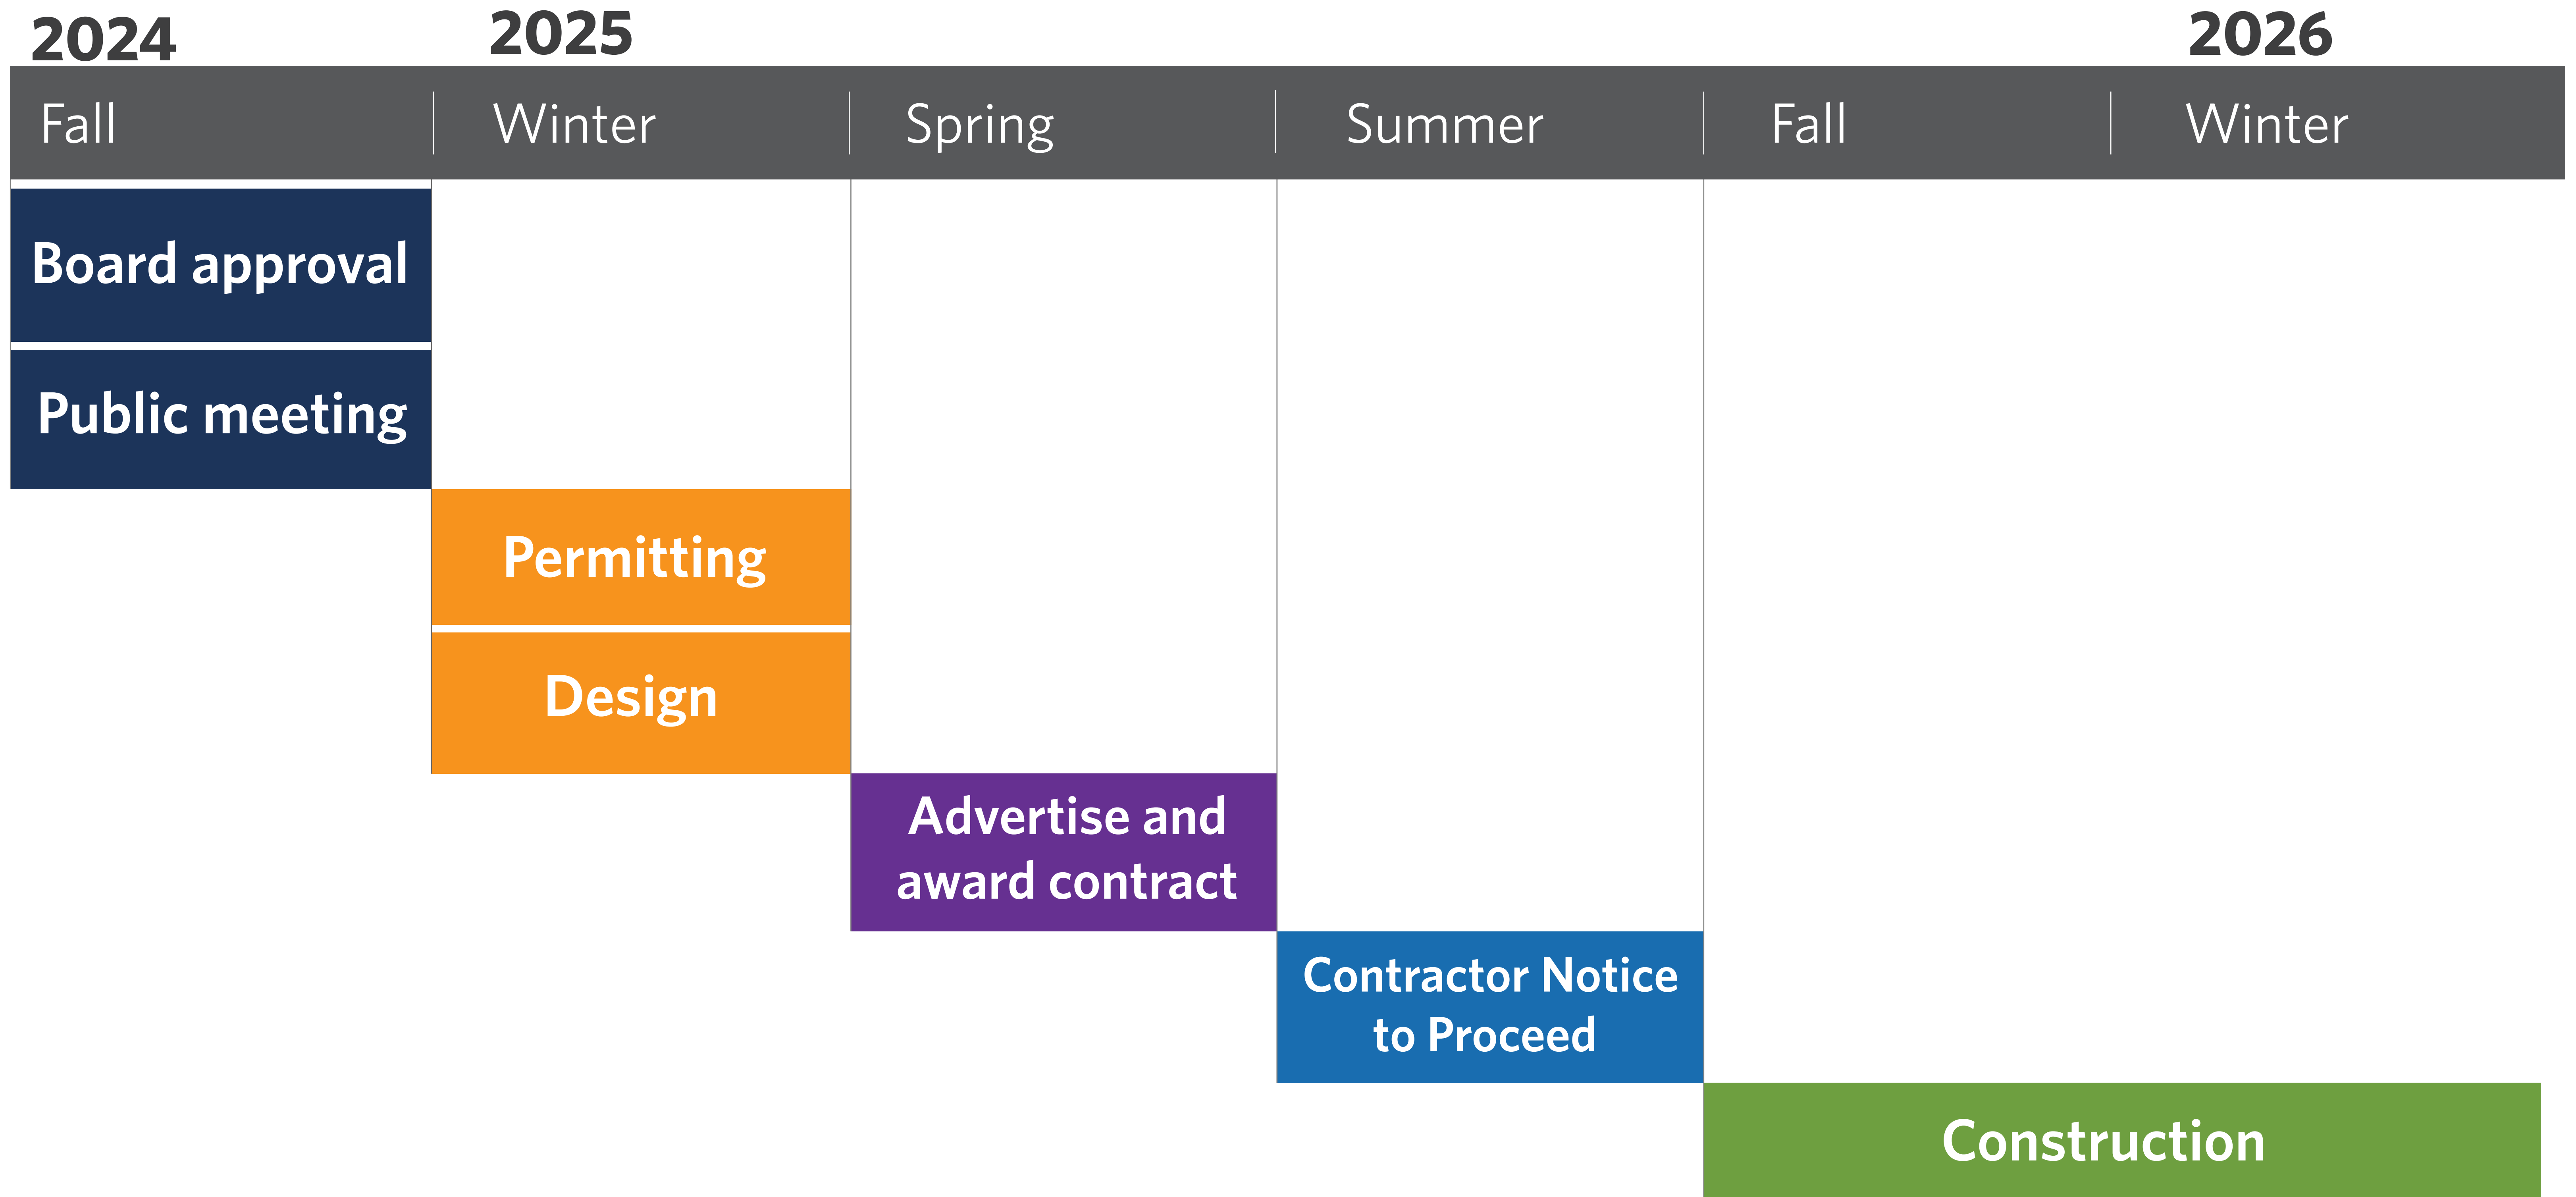 2024 2025 2026
Fall Winter Spring Summer Fall Winter
Board approval
Public meeting
Permitting
Design
Advertise and
award contract
Contractor Notice
to Proceed
Construction